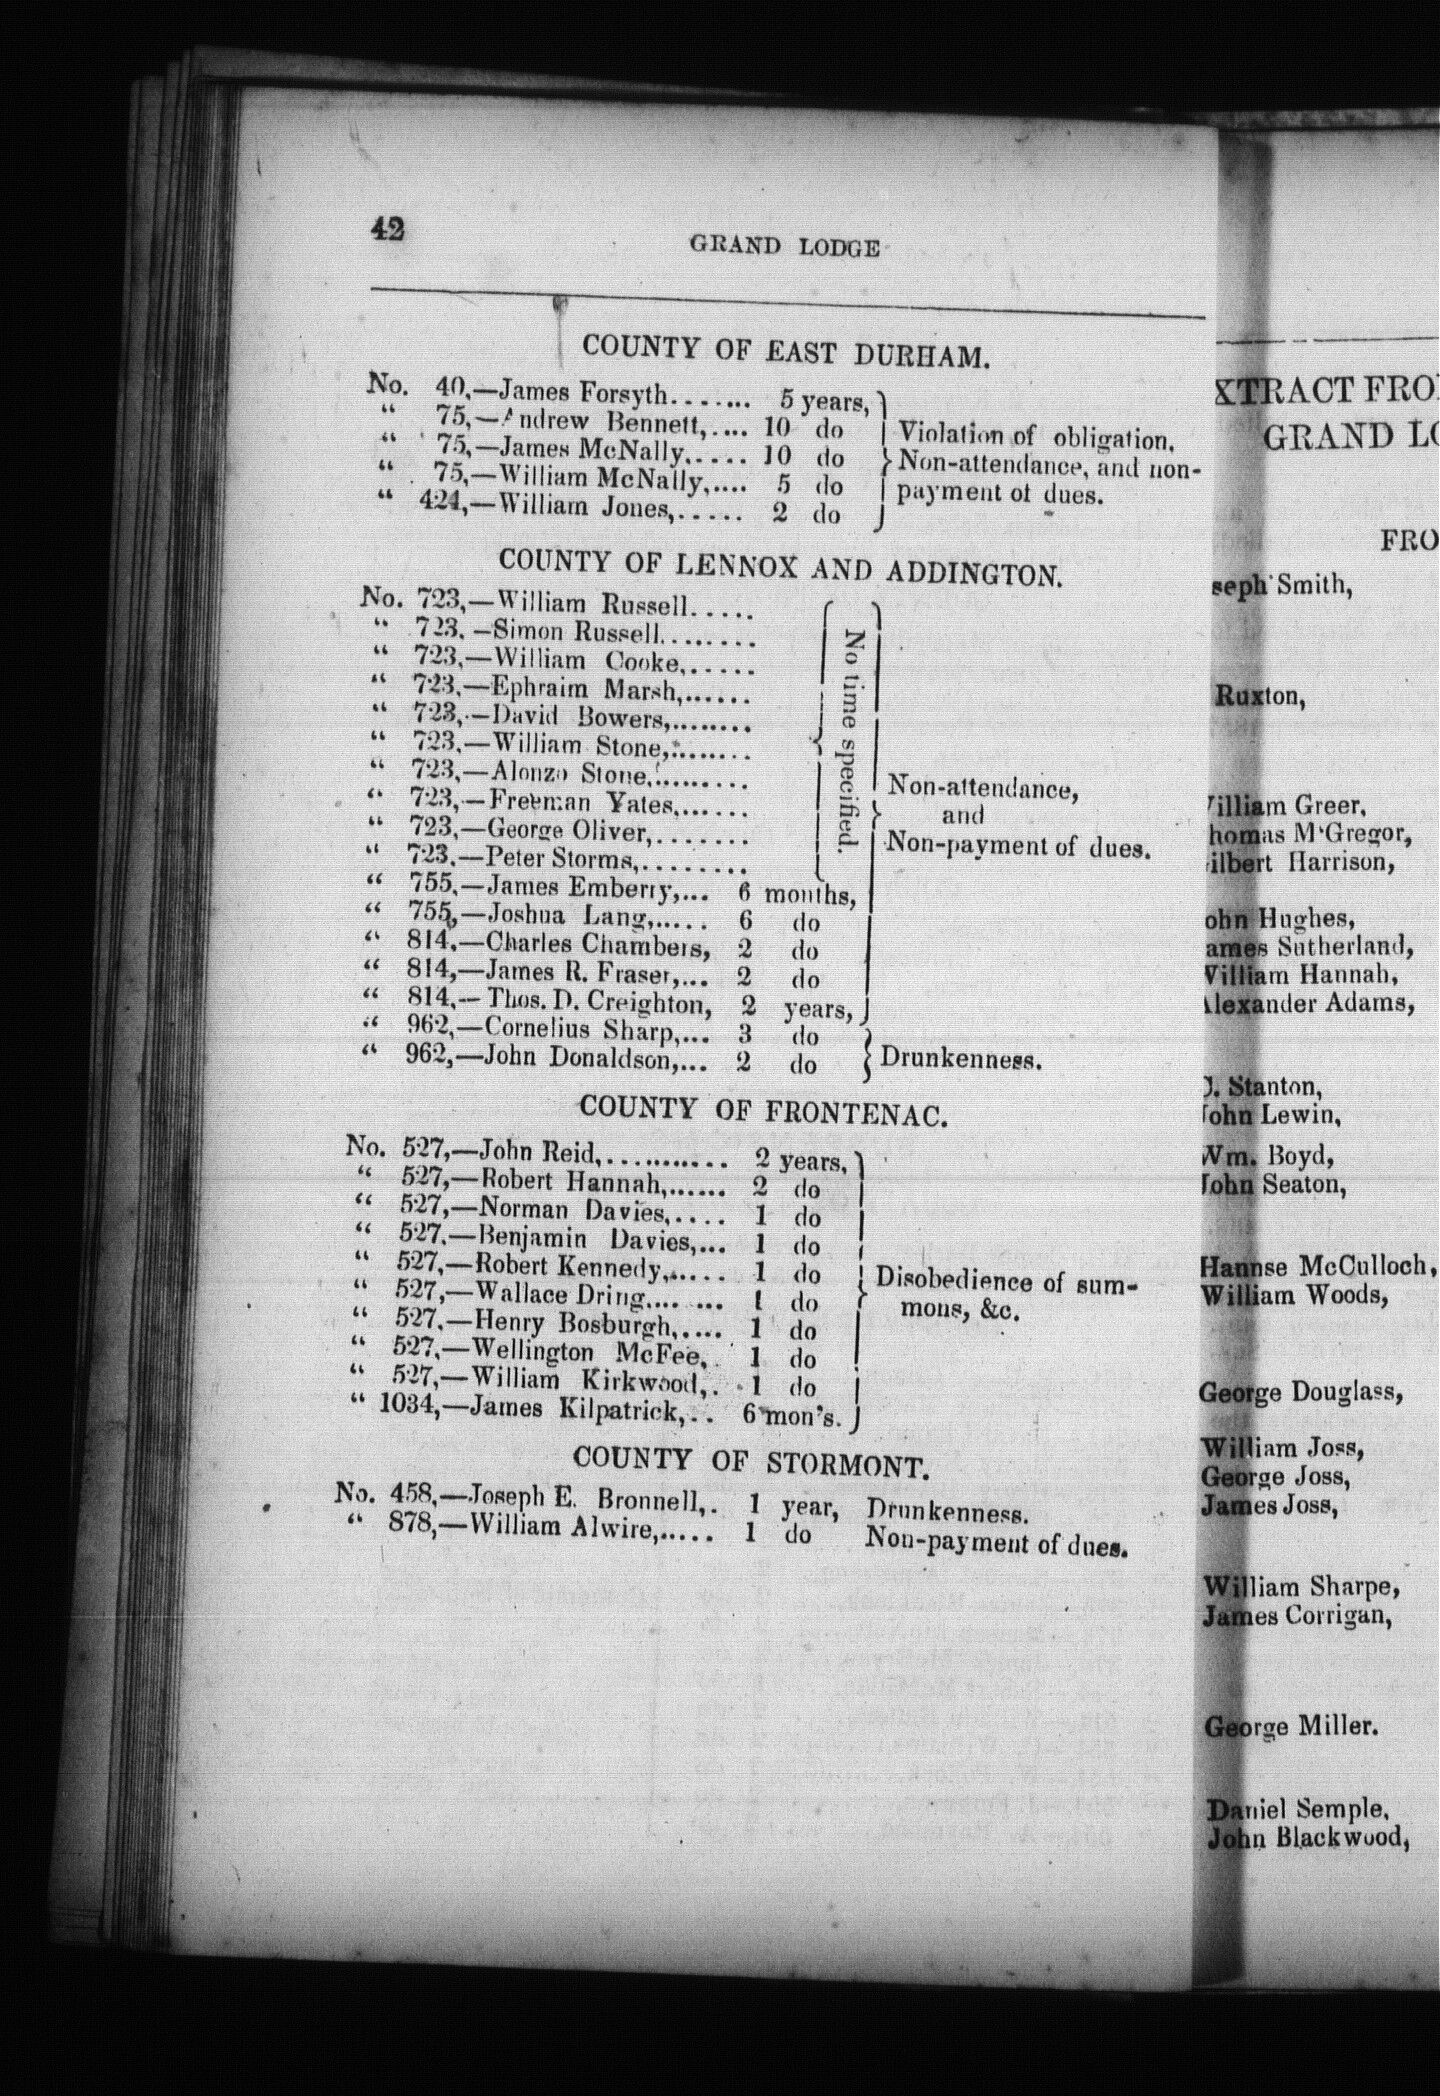 42
GRAND LODGE
COUNTY OF EAST DURHAM.
No. 40,—James Forsyth........ 5 years,
“ 75,—Andrew Bennett,.... 10 do
“ 75,—James McNally,.... 10 do
“ 75,—William McNally,.... 5 do
“ 424,—William Jones,..... 2 do
Violation of obligation,
Non-attendance, and non-
payment of dues.
COUNTY OF LENNOX AND ADDINGTON.
No. 723,—William Russell.....
“ 723,—Simon Russell........
“ 723,—William Cooke,.....
“ 723,—Ephraim Marsh,......
“ 723,—David Bowers,........
“ 723,—William Stone,.......
“ 723,—Alonzo Stone,.........
“ 723,—Freeman Yates,......
“ 723,—George Oliver,........
“ 723,—Peter Storms,.........
No time specified.
“ 755,—James Emberry,... 6 months,
“ 755,—Joshua Lang,..... 6 do
“ 814,—Charles Chambers, 2 do
“ 814,—James R. Fraser,... 2 do
“ 814,—Thos. D. Creighton, 2 years,
Non-attendance,
and
Non-payment of dues.
“ 962,—Cornelius Sharp,... 3 do
“ 962,—John Donaldson,... 2 do
Drunkenness.
COUNTY OF FRONTENAC.
No. 527,—John Reid,........... 2 years,
“ 527,—Robert Hannah,...... 2 do
“ 527,—Norman Davies,.... 1 do
“ 527,—Benjamin Davies,... 1 do
“ 527,—Robert Kennedy,..... 1 do
“ 527,—Wallace Dring,... ... 1 do
“ 527,—Henry Bosburgh,.... 1 do
“ 527,—Wellington McFee,. 1 do
“ 527,—William Kirkwood,.. 1 do
“ 1034,—James Kilpatrick,.. 6 mon's.
Disobedience of sum-
mons, &c.
COUNTY OF STORMONT.
No. 458,—Joseph E. Bronnell,. 1 year, Drunkenness.
“ 878,—William Alwire,..... 1 do Non-payment of dues.
XTRACT FRO
GRAND LO
FRO
seph Smith,
Ruxton,
illiam Greer,
homas M'Gregor,
ilbert Harrison,
ohn Hughes,
ames Sutherland,
William Hannah,
Alexander Adams,
Stanton,
John Lewin,
Wm. Boyd,
John Seaton,
Hannse McCulloch,
William Woods,
George Douglass,
William Joss,
George Joss,
James Joss,
William Sharpe,
James Corrigan,
George Miller.
Daniel Semple,
John Blackwood,